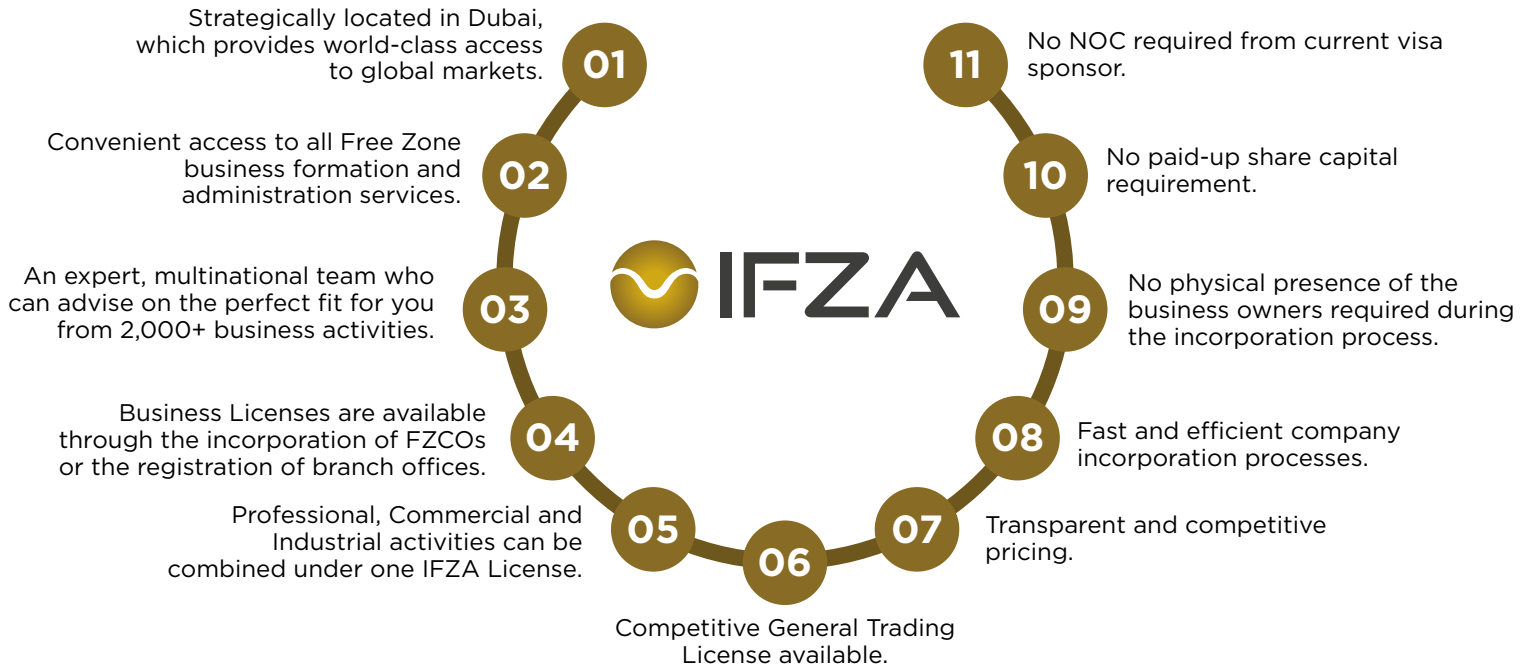 01
Strategically located in Dubai,
which provides world-class access
to global markets.
02
Convenient access to all Free Zone
business formation and
administration services.
03
An expert, multinational team who
can advise on the perfect fit for you
from 2,000+ business activities.
04
Business Licenses are available
through the incorporation of FZCOs
or the registration of branch offices.
05
Professional, Commercial and
Industrial activities can be
combined under one IFZA License.
06
Competitive General Trading
License available.
07
Transparent and competitive
pricing.
08
Fast and efficient company
incorporation processes.
09
No physical presence of the
business owners required during
the incorporation process.
10
No paid-up share capital
requirement.
11
No NOC required from current visa
sponsor.
IFZA